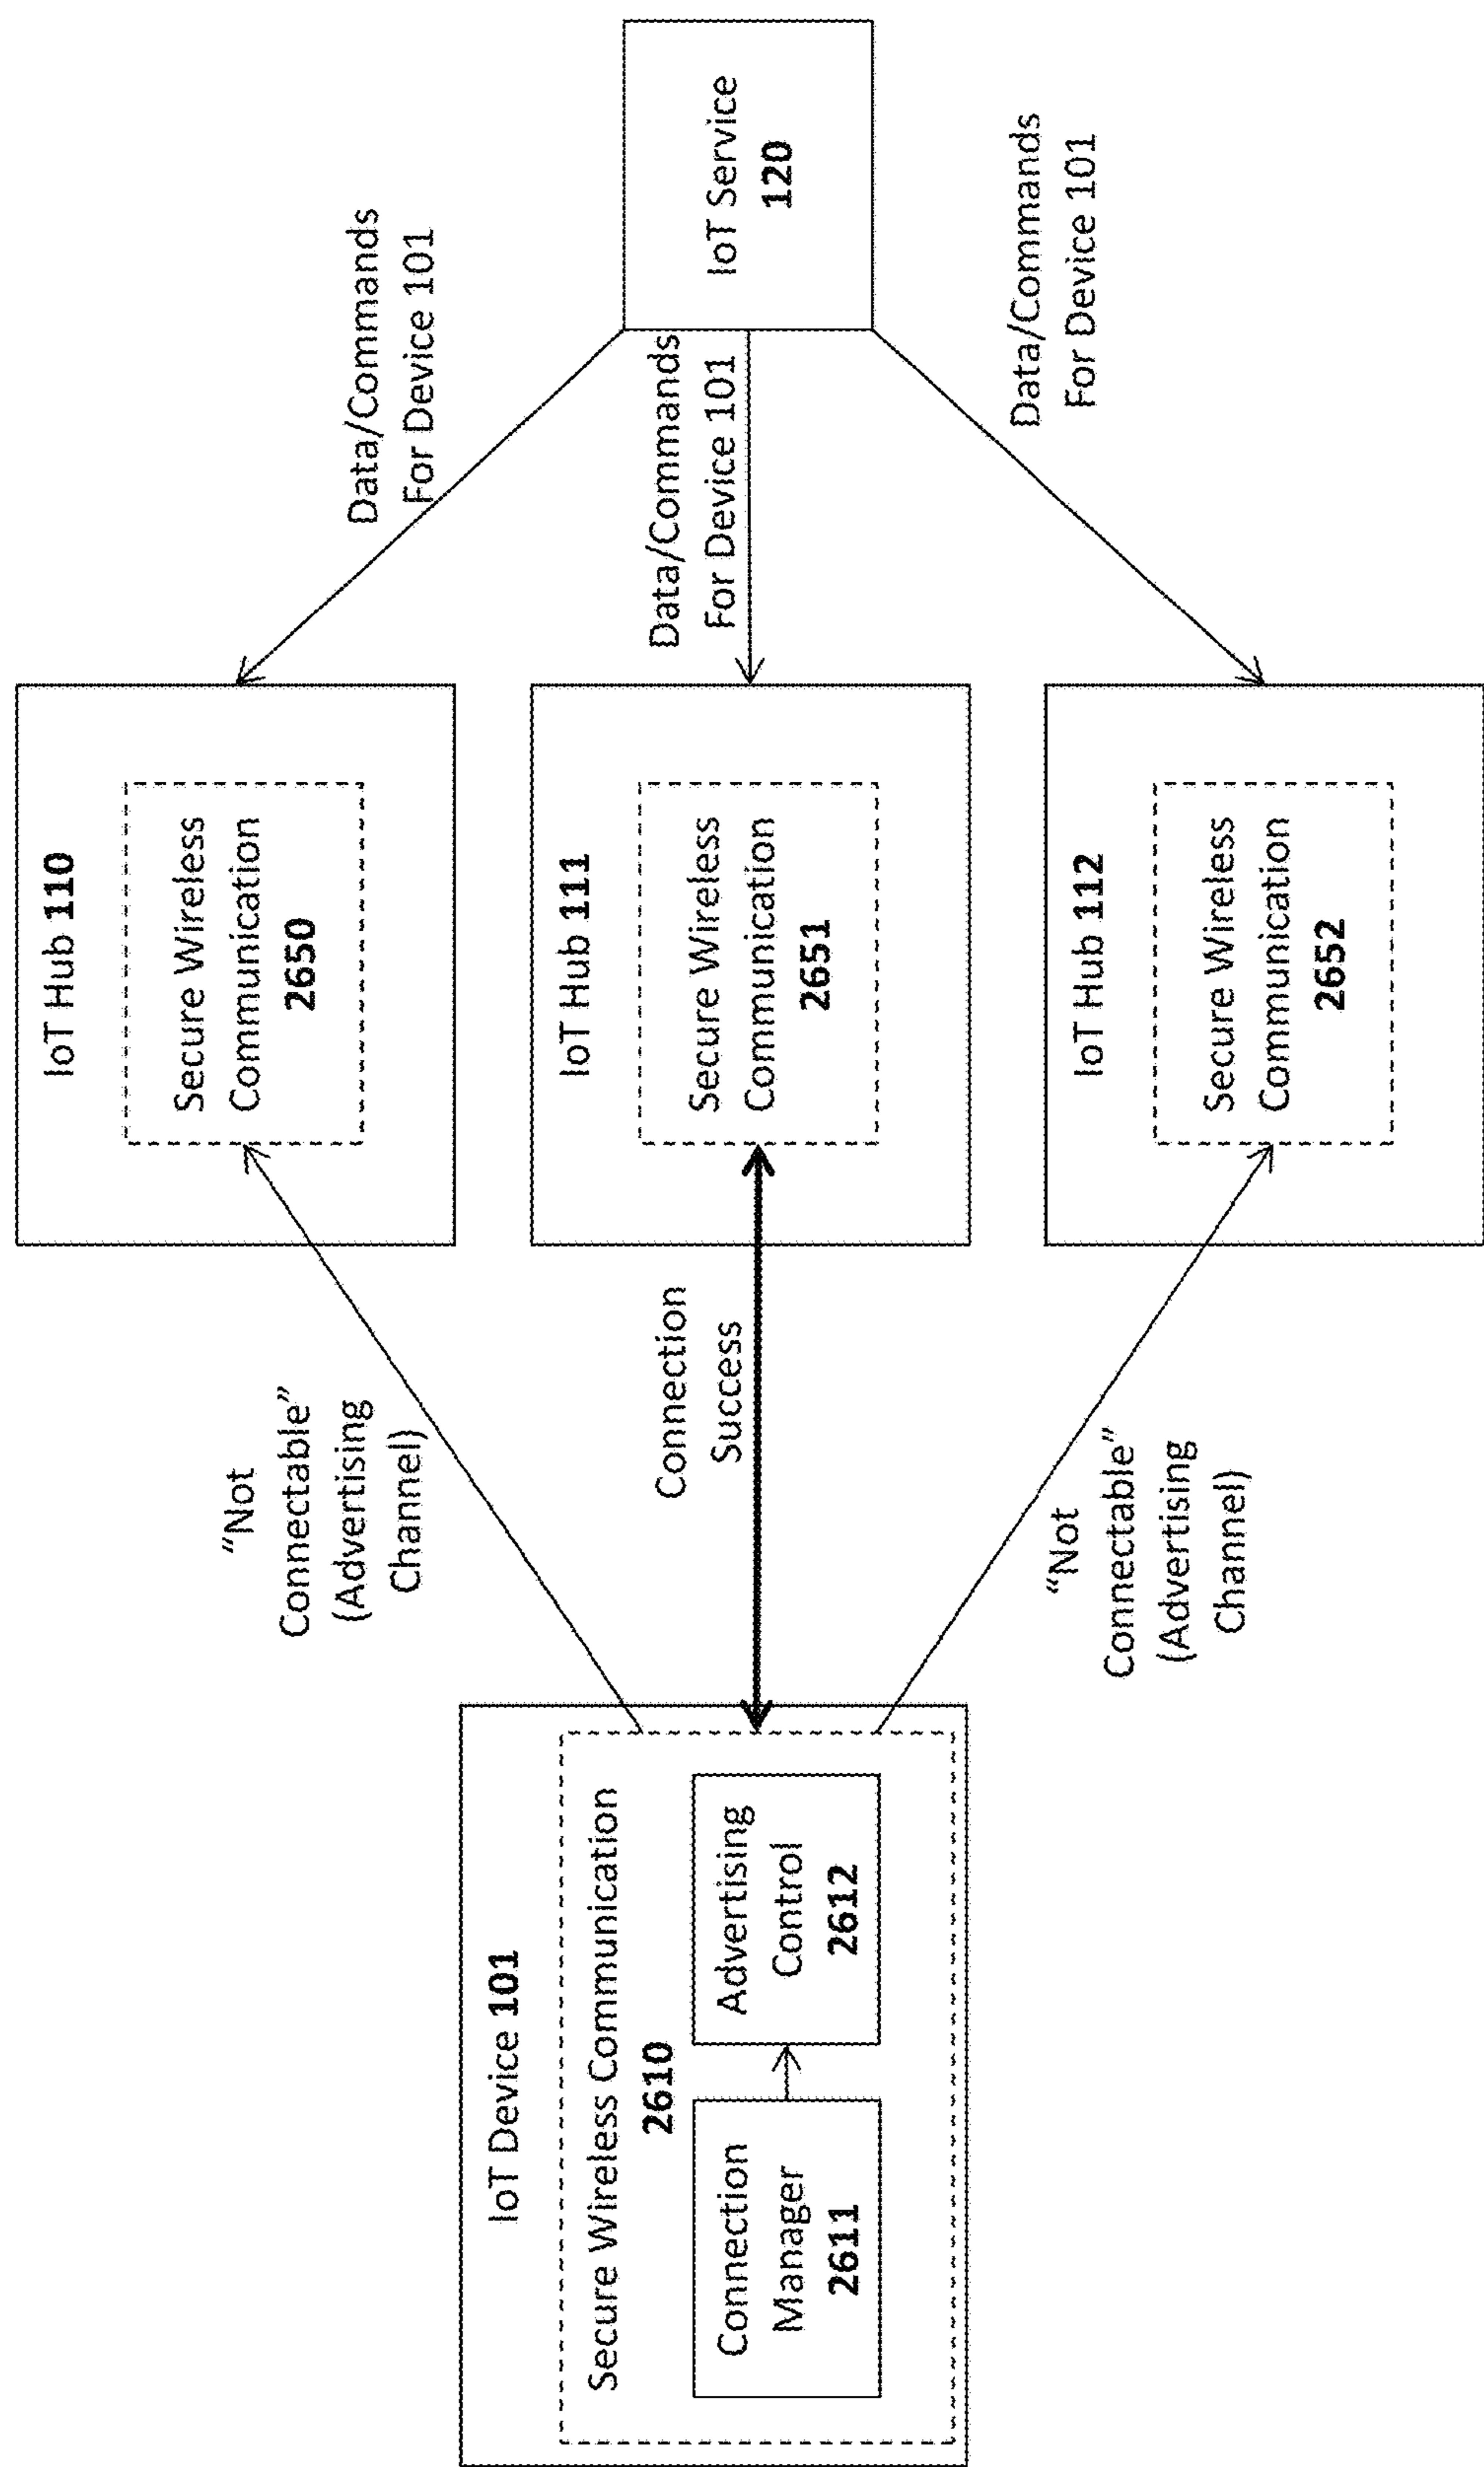 IoT Device 101
Secure Wireless Communication
2610
Connection
Manager
2611
Advertising
Control
2612
“Not
Connectable”
(Advertising
Channel)
Connection
Success
“Not
Connectable”
(Advertising
Channel)
IoT Hub 110
Secure Wireless
Communication
2650
IoT Hub 111
Secure Wireless
Communication
2651
IoT Hub 112
Secure Wireless
Communication
2652
Data/Commands
For Device 101
Data/Commands
For Device 101
Data/Commands
For Device 101
IoT Service
120